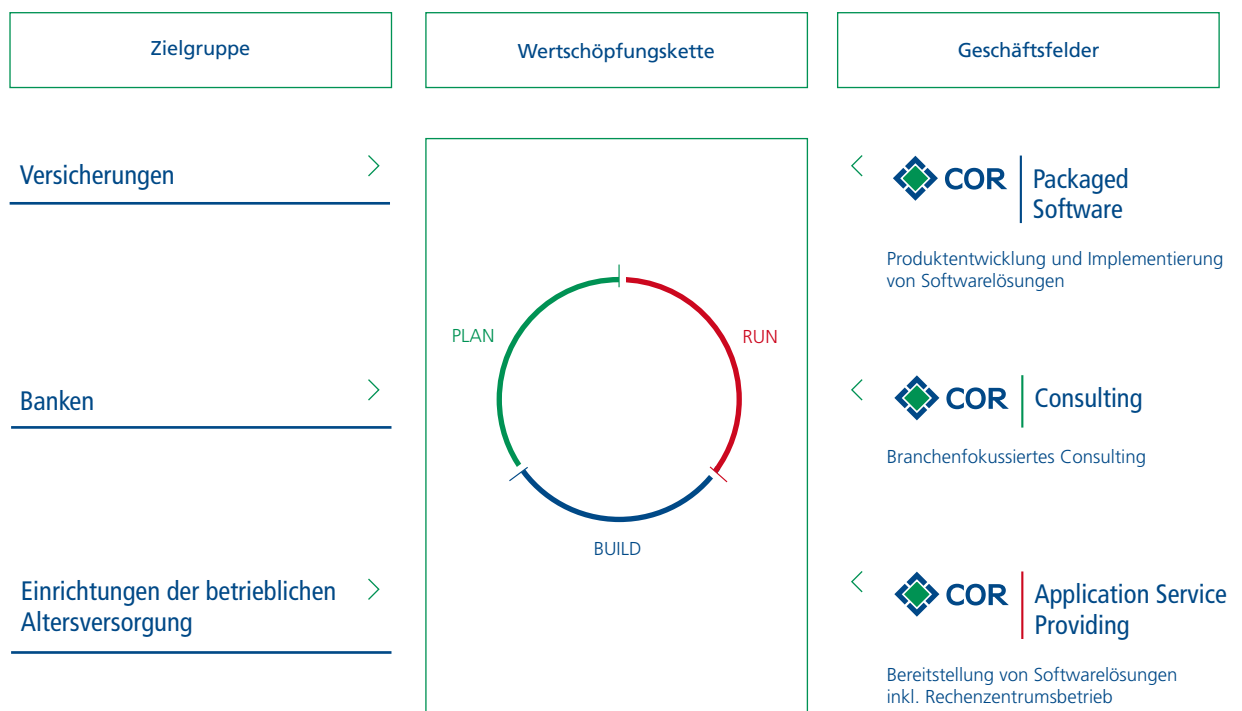 Zielgruppe
Wertschöpfungskette
Geschäftsfelder
Versicherungen
Banken
Einrichtungen der betrieblichen
Altersversorgung
PLAN
RUN
BUILD
COR Packaged
Software
Produktentwicklung und Implementierung
von Softwarelösungen
COR Consulting
Branchenfokussiertes Consulting
COR Application Service
Providing
Bereitstellung von Softwarelösungen
inkl. Rechenzentrumsbetrieb